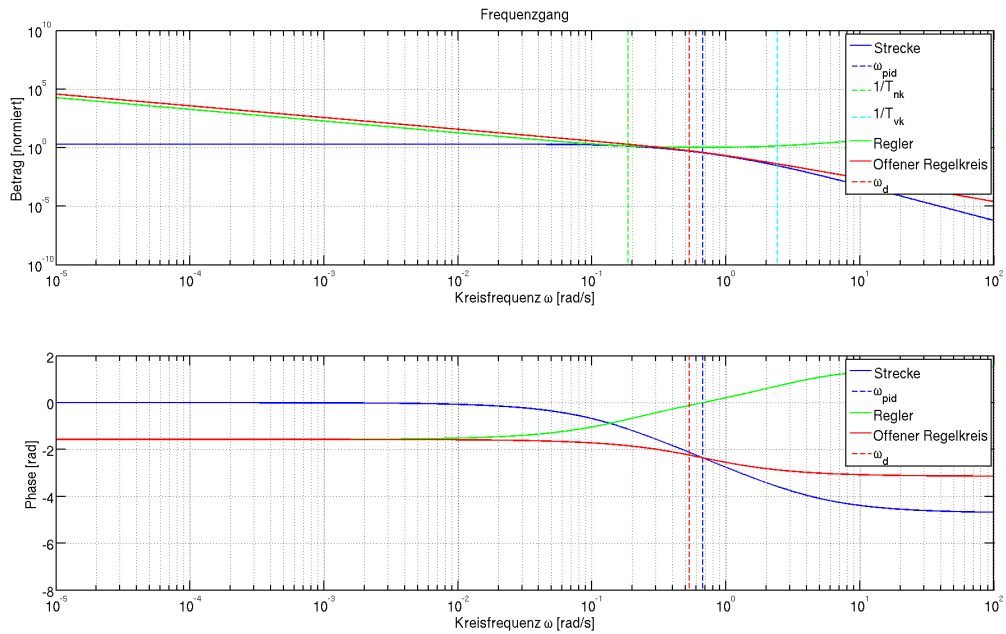 Frequenzgang
Betrag [normiert]
10^10
10^5
10^0
10^-5
10^-10
Strecke
ω_pid
1/T_nk
1/T_vk
Regler
Offener Regelkreis
ω_d
10^-5 10^-4 10^-3 10^-2 10^-1 10^0 10^1 10^2
Kreisfrequenz ω [rad/s]
Phase [rad]
2
0
-2
-4
-6
-8
Strecke
ω_pid
Regler
Offener Regelkreis
ω_d
10^-5 10^-4 10^-3 10^-2 10^-1 10^0 10^1 10^2
Kreisfrequenz ω [rad/s]